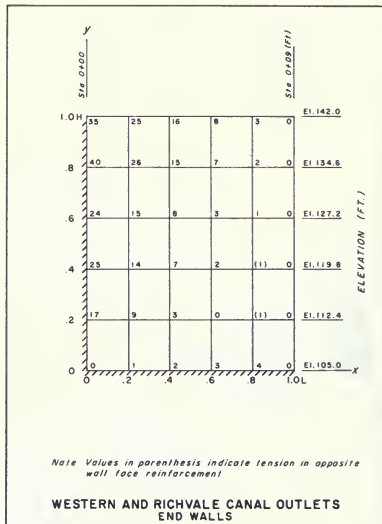 y
Sta 0+00
Sta 0+09 (Ft)
1.0H 35 25 16 8 3 0 El.142.0
.8 40 26 15 7 2 0 El 134.6
.6 24 15 8 3 1 0 El.127.2
.4 25 14 7 2 (1) 0 El.119.8
.2 17 9 3 0 (1) 0 El.112.4
0 0 1 2 3 4 0 El.105.0
0 .2 .4 .6 .8 1.0L x
ELEVATION (FT.)
Note Values in parenthesis indicate tension in opposite
wall face reinforcement
WESTERN AND RICHVALE CANAL OUTLETS
END WALLS